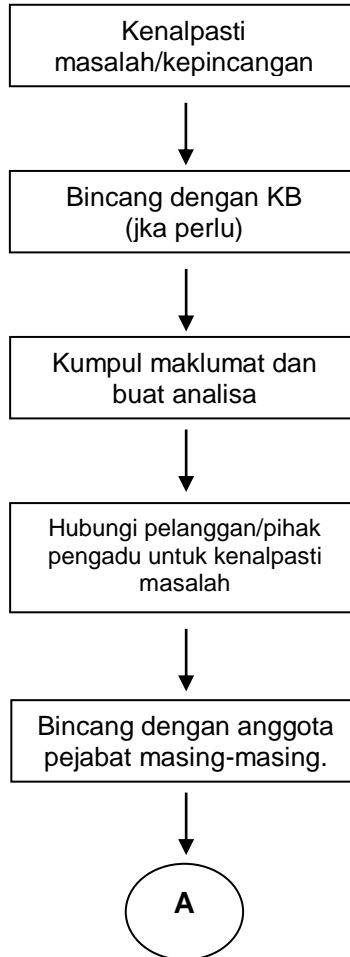 Kenalpasti
masalah/kepincangan
Bincang dengan KB
(jka perlu)
Kumpul maklumat dan
buat analisa
Hubungi pelanggan/pihak
pengadu untuk kenalpasti
masalah
Bincang dengan anggota
pejabat masing-masing.
A